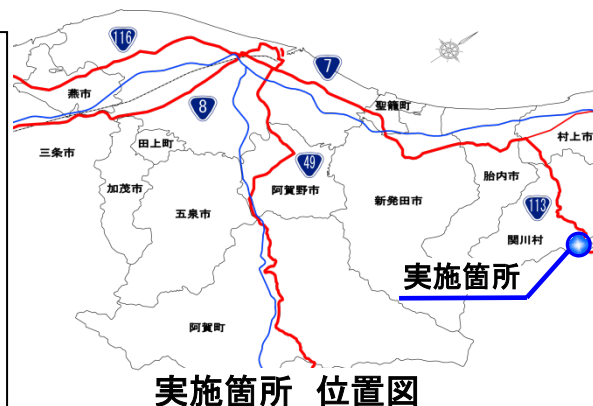 116
7
燕市
8
聖籠町
三条市
田上町
49
村上市
加茂市
阿賀野市
新発田市
胎内市
113
五泉市
関川村
実施箇所
阿賀町
実施箇所 位置図